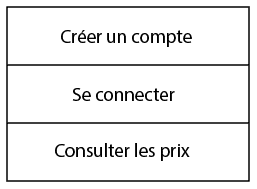 Créer un compte
Se connecter
Consulter les prix